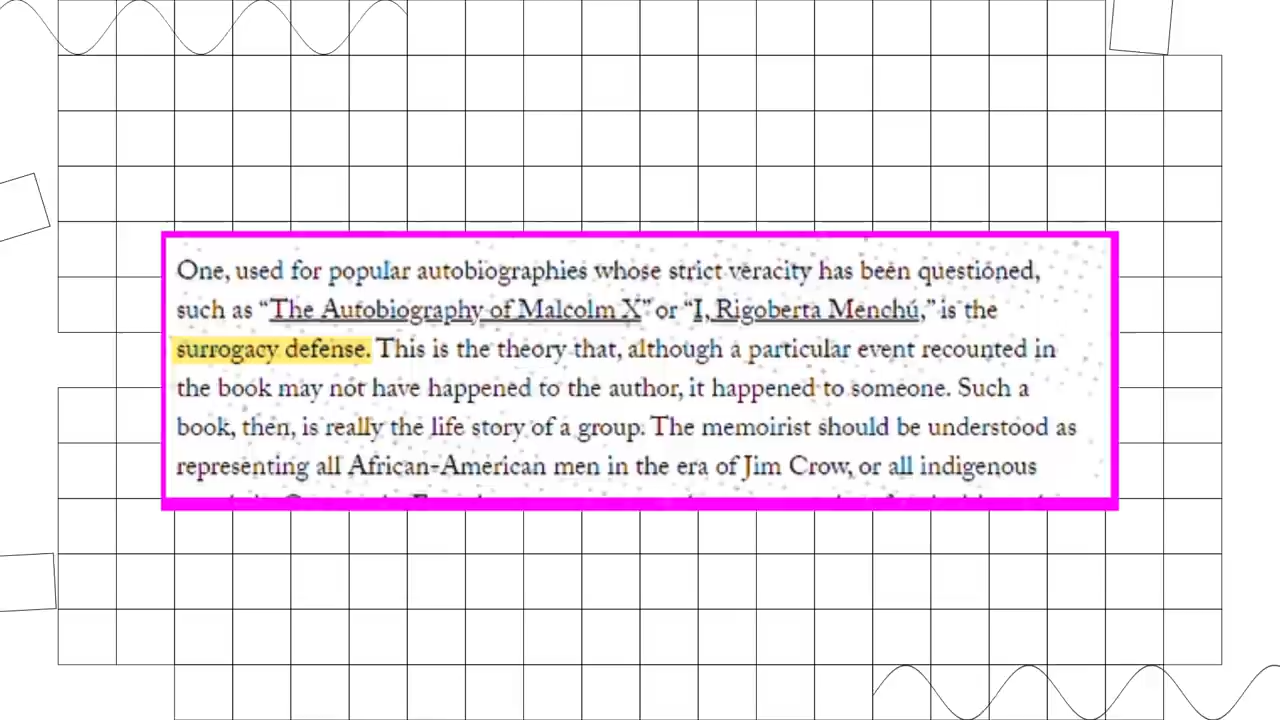 One, used for popular autobiographies whose strict veracity has been questioned,
such as “The Autobiography of Malcolm X” or “I, Rigoberta Menchú,” is the
surrogacy defense. This is the theory that, although a particular event recounted in
the book may not have happened to the author, it happened to someone. Such a
book, then, is really the life story of a group. The memoirist should be understood as
representing all African-American men in the era of Jim Crow, or all indigenous